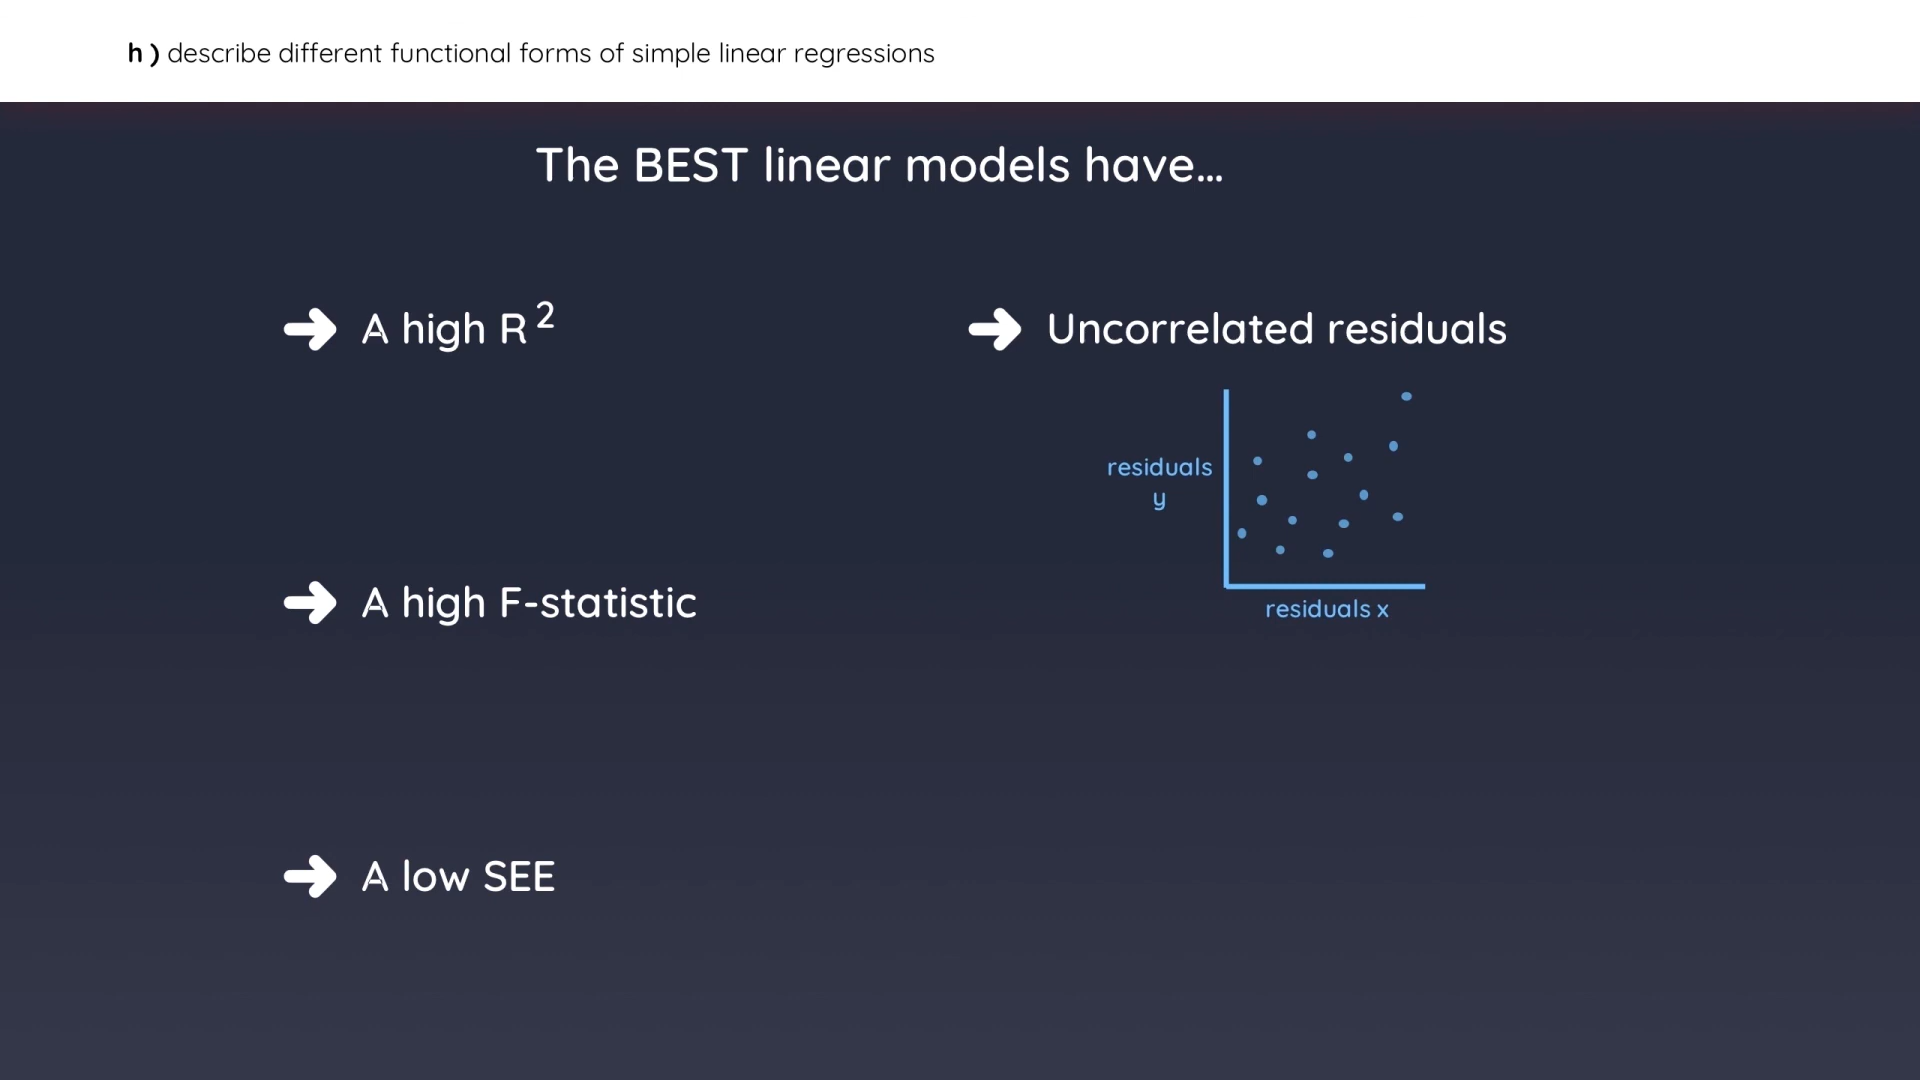 h ) describe different functional forms of simple linear regressions
The BEST linear models have...
A high R²
A high F-statistic
A low SEE
Uncorrelated residuals
residuals
y
residuals x